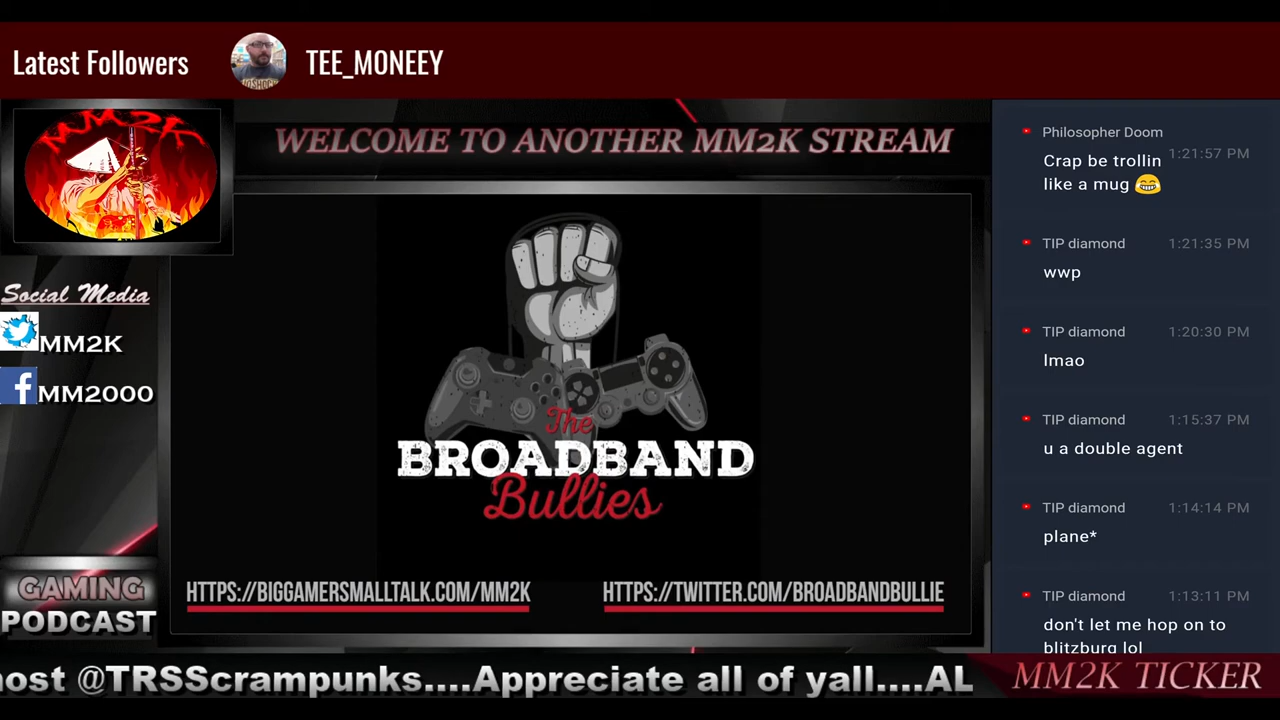 Latest Followers TEE_MONEEY
MM2K
WELCOME TO ANOTHER MM2K STREAM
Social Media
MM2K
MM2000
GAMING
PODCAST
The
BROADBAND
Bullies
HTTPS://BIGGAMERSMALLTALK.COM/MM2K
HTTPS://TWITTER.COM/BROADBANDBULLIE
Philosopher Doom
1:21:57 PM
Crap be trollin
like a mug 😂
TIP diamond 1:21:35 PM
wwp
TIP diamond 1:20:30 PM
lmao
TIP diamond 1:15:37 PM
u a double agent
TIP diamond 1:14:14 PM
plane*
TIP diamond 1:13:11 PM
don't let me hop on to
blitzburg lol
ost @TRSScrampunks....Appreciate all of yall....AL
MM2K TICKER